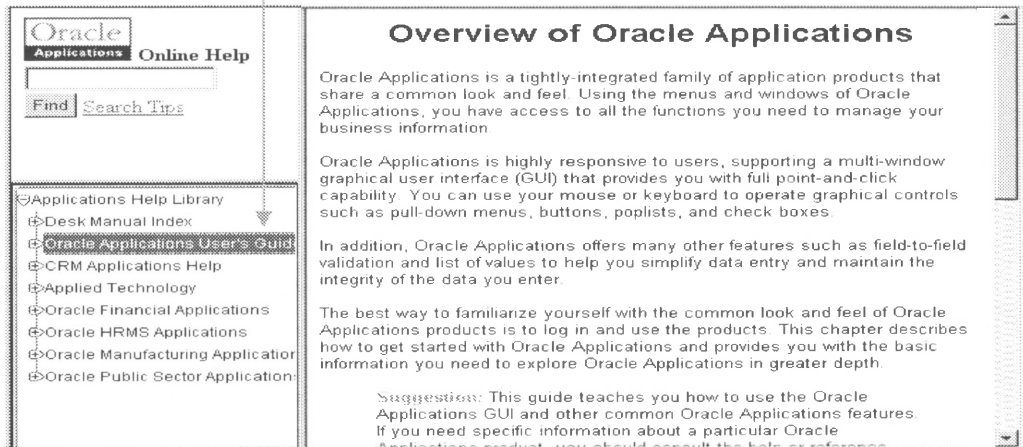 Oracle
Applications Online Help
Find Search Tips
Applications Help Library
Desk Manual Index
Oracle Applications User's Guid
CRM Applications Help
Applied Technology
Oracle Financial Applications
Oracle HRMS Applications
Oracle Manufacturing Application
Oracle Public Sector Application
Overview of Oracle Applications
Oracle Applications is a tightly-integrated family of application products that
share a common look and feel. Using the menus and windows of Oracle
Applications, you have access to all the functions you need to manage your
business information.
Oracle Applications is highly responsive to users, supporting a multi-window
graphical user interface (GUI) that provides you with full point-and-click
capability. You can use your mouse or keyboard to operate graphical controls
such as pull-down menus, buttons, poplists, and check boxes.
In addition, Oracle Applications offers many other features such as field-to-field
validation and list of values to help you simplify data entry and maintain the
integrity of the data you enter.
The best way to familiarize yourself with the common look and feel of Oracle
Applications products is to log in and use the products. This chapter describes
how to get started with Oracle Applications and provides you with the basic
information you need to explore Oracle Applications in greater depth.
Suggestion: This guide teaches you how to use the Oracle
Applications GUI and other common Oracle Applications features.
If you need specific information about a particular Oracle
Applications product, you should consult the help or reference